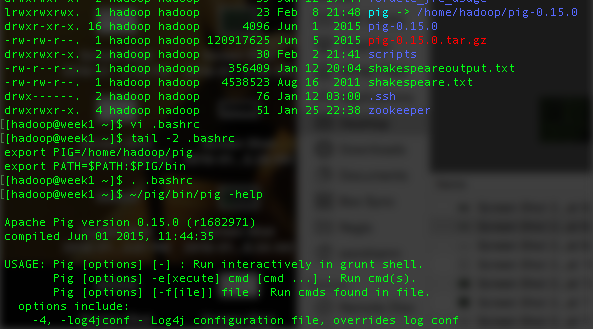 lrwxrwxrwx. 1 hadoop hadoop 23 Feb 8 21:48 pig -> /home/hadoop/pig-0.15.0
drwxr-xr-x. 16 hadoop hadoop 4096 Jun 1 2015 pig-0.15.0
-rw-rw-r--. 1 hadoop hadoop 120917625 Jun 5 2015 pig-0.15.0.tar.gz
drwxrwxr-x. 2 hadoop hadoop 30 Feb 2 21:41 scripts
-rw-rw-r--. 1 hadoop hadoop 356409 Jan 12 20:04 shakespeareoutput.txt
-rw-rw-r--. 1 hadoop hadoop 4538523 Aug 16 2011 shakespeare.txt
drwx------. 2 hadoop hadoop 76 Jan 12 03:00 .ssh
drwxrwxr-x. 4 hadoop hadoop 51 Jan 25 22:38 zookeeper
[[hadoop@week1 ~]$ vi .bashrc
[[hadoop@week1 ~]$ tail -2 .bashrc
export PIG=/home/hadoop/pig
export PATH=$PATH:$PIG/bin
[[hadoop@week1 ~]$ . .bashrc
[[hadoop@week1 ~]$ ~/pig/bin/pig -help
Apache Pig version 0.15.0 (r1682971)
compiled Jun 01 2015, 11:44:35
USAGE: Pig [options] [-] : Run interactively in grunt shell.
Pig [options] -e[xecute] cmd [cmd ...] : Run cmd(s).
Pig [options] [-f[ile]] file : Run cmds found in file.
options include:
-4, -log4jconf - Log4j configuration file, overrides log conf